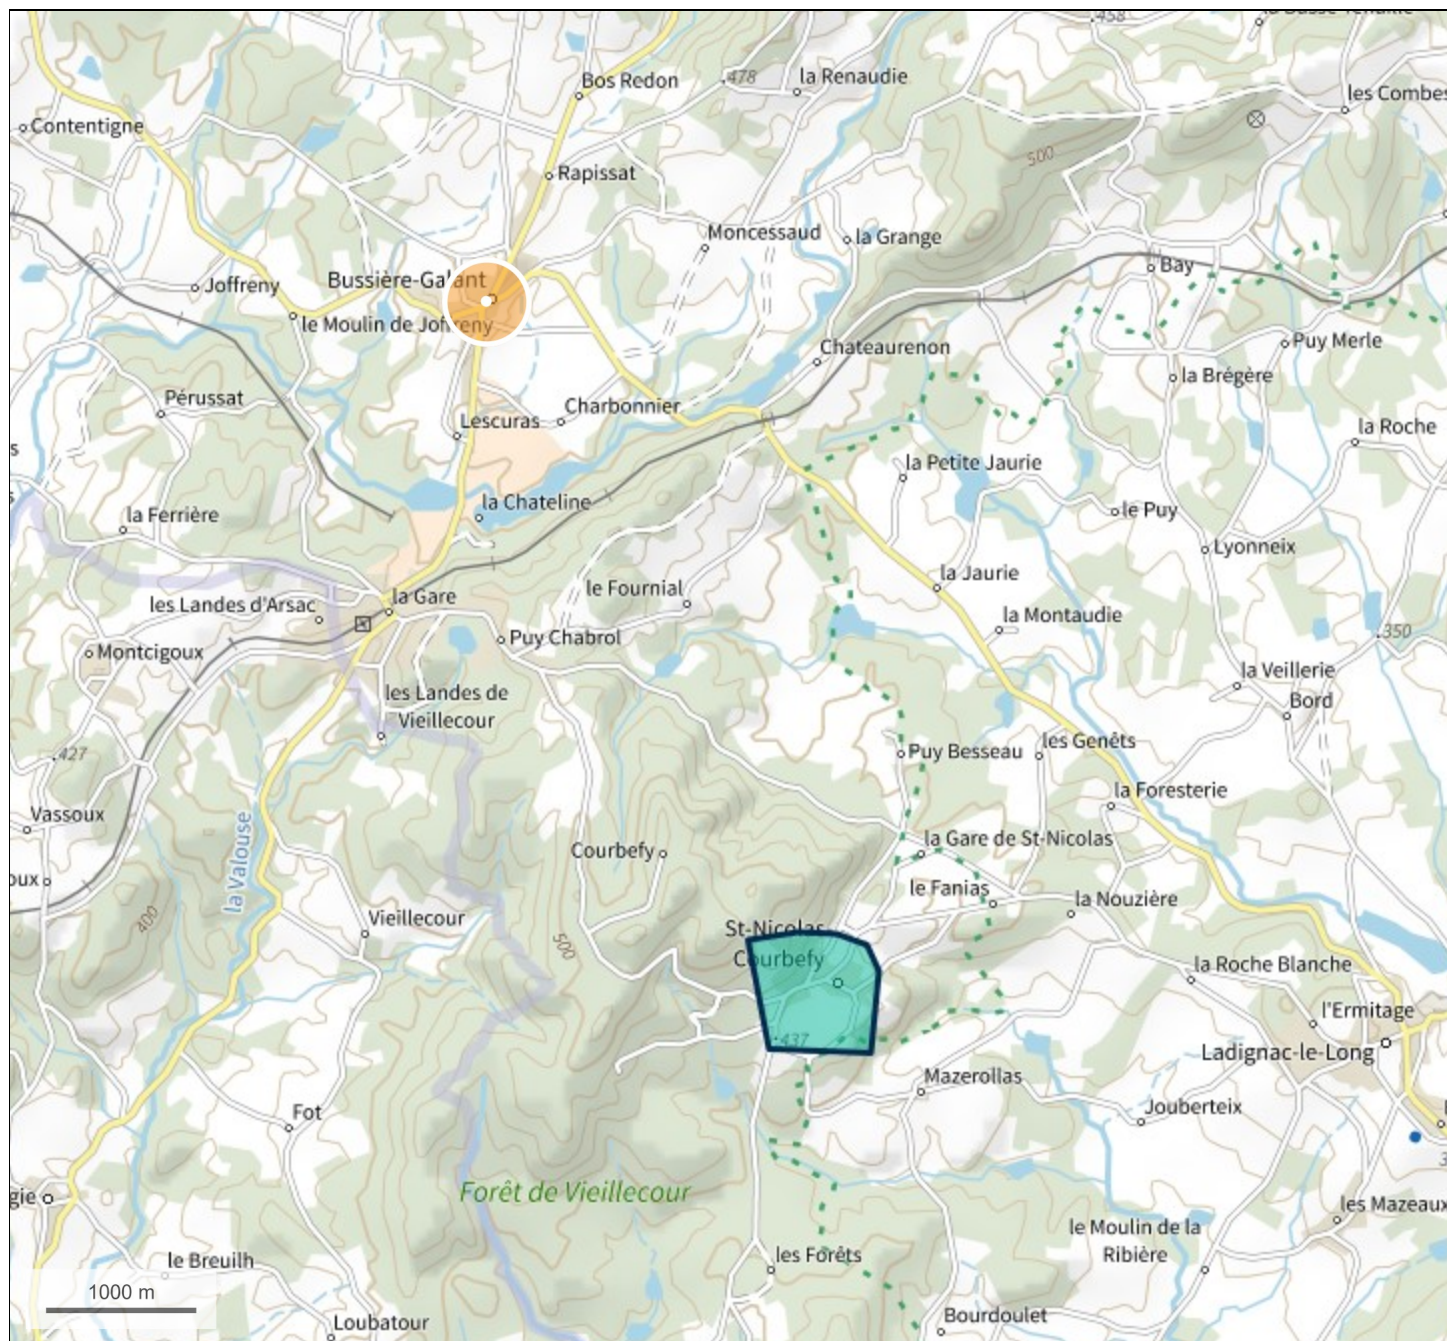 458
Bos Redon
478
la Renaudie
les Combes
Contentigne
500
Rapissat
Moncessaud
la Grange
Bay
Joffreny
Bussière-Galant
le Moulin de Joffreny
Puy Merle
Chateaurenon
la Brégère
Pérussat
Charbonnier
Lescuras
la Roche
s
la Petite Jaurie
s
la Chateline
la Ferrière
le Puy
Lyonneix
la Jaurie
le Fournial
la Gare
les Landes d'Arsac
la Montaudie
350
Puy Chabrol
Montcigoux
la Veillerie
les Landes de
Vieillecour
Bord
427
Puy Besseau
les Genêts
la Foresterie
Vassoux
la Gare de St-Nicolas
Courbefy
la Valouse
oux
le Fanias
la Nouzière
400
Vieillecour
St-Nicolas
Courbefy
500
la Roche Blanche
l'Ermitage
437
Ladignac-le-Long
Mazerollas
Jouberteix
Fot
Forêt de Vieillecour
gie
les Mazeaux
le Moulin de la
Ribière
les Forêts
le Breuilh
1000 m
Loubatour
Bourdoulet